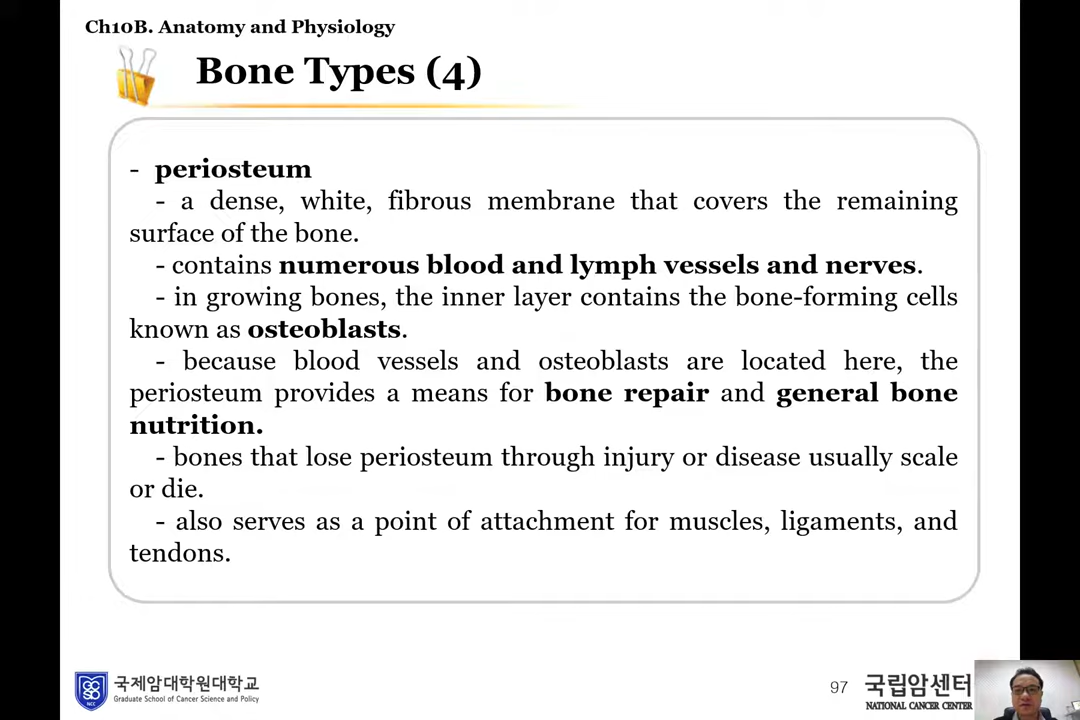 Ch10B. Anatomy and Physiology
Bone Types (4)
- periosteum
- a dense, white, fibrous membrane that covers the remaining
surface of the bone.
- contains numerous blood and lymph vessels and nerves.
- in growing bones, the inner layer contains the bone-forming cells
known as osteoblasts.
- because blood vessels and osteoblasts are located here, the
periosteum provides a means for bone repair and general bone
nutrition.
- bones that lose periosteum through injury or disease usually scale
or die.
- also serves as a point of attachment for muscles, ligaments, and
tendons.
국제암대학원대학교
Graduate School of Cancer Science and Policy
NCC
97
국립암센터
NATIONAL CANCER CENTER